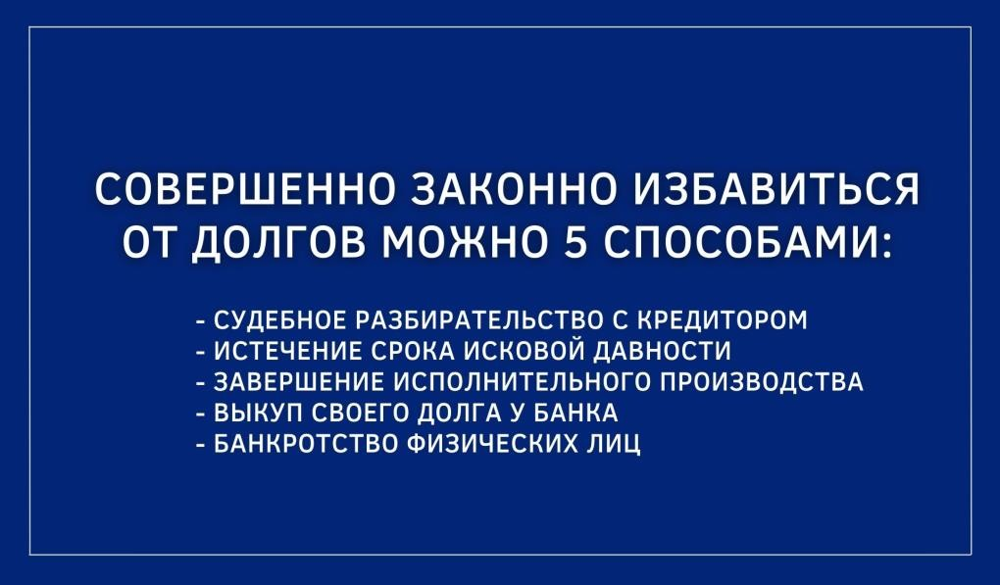 СОВЕРШЕННО ЗАКОННО ИЗБАВИТЬСЯ
ОТ ДОЛГОВ МОЖНО 5 СПОСОБАМИ:
- СУДЕБНОЕ РАЗБИРАТЕЛЬСТВО С КРЕДИТОРОМ
- ИСТЕЧЕНИЕ СРОКА ИСКОВОЙ ДАВНОСТИ
- ЗАВЕРШЕНИЕ ИСПОЛНИТЕЛЬНОГО ПРОИЗВОДСТВА
- ВЫКУП СВОЕГО ДОЛГА У БАНКА
- БАНКРОТСТВО ФИЗИЧЕСКИХ ЛИЦ